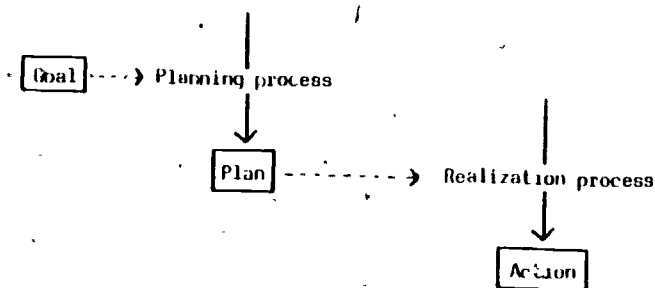 Goal Planning process
Plan Realization process
Action